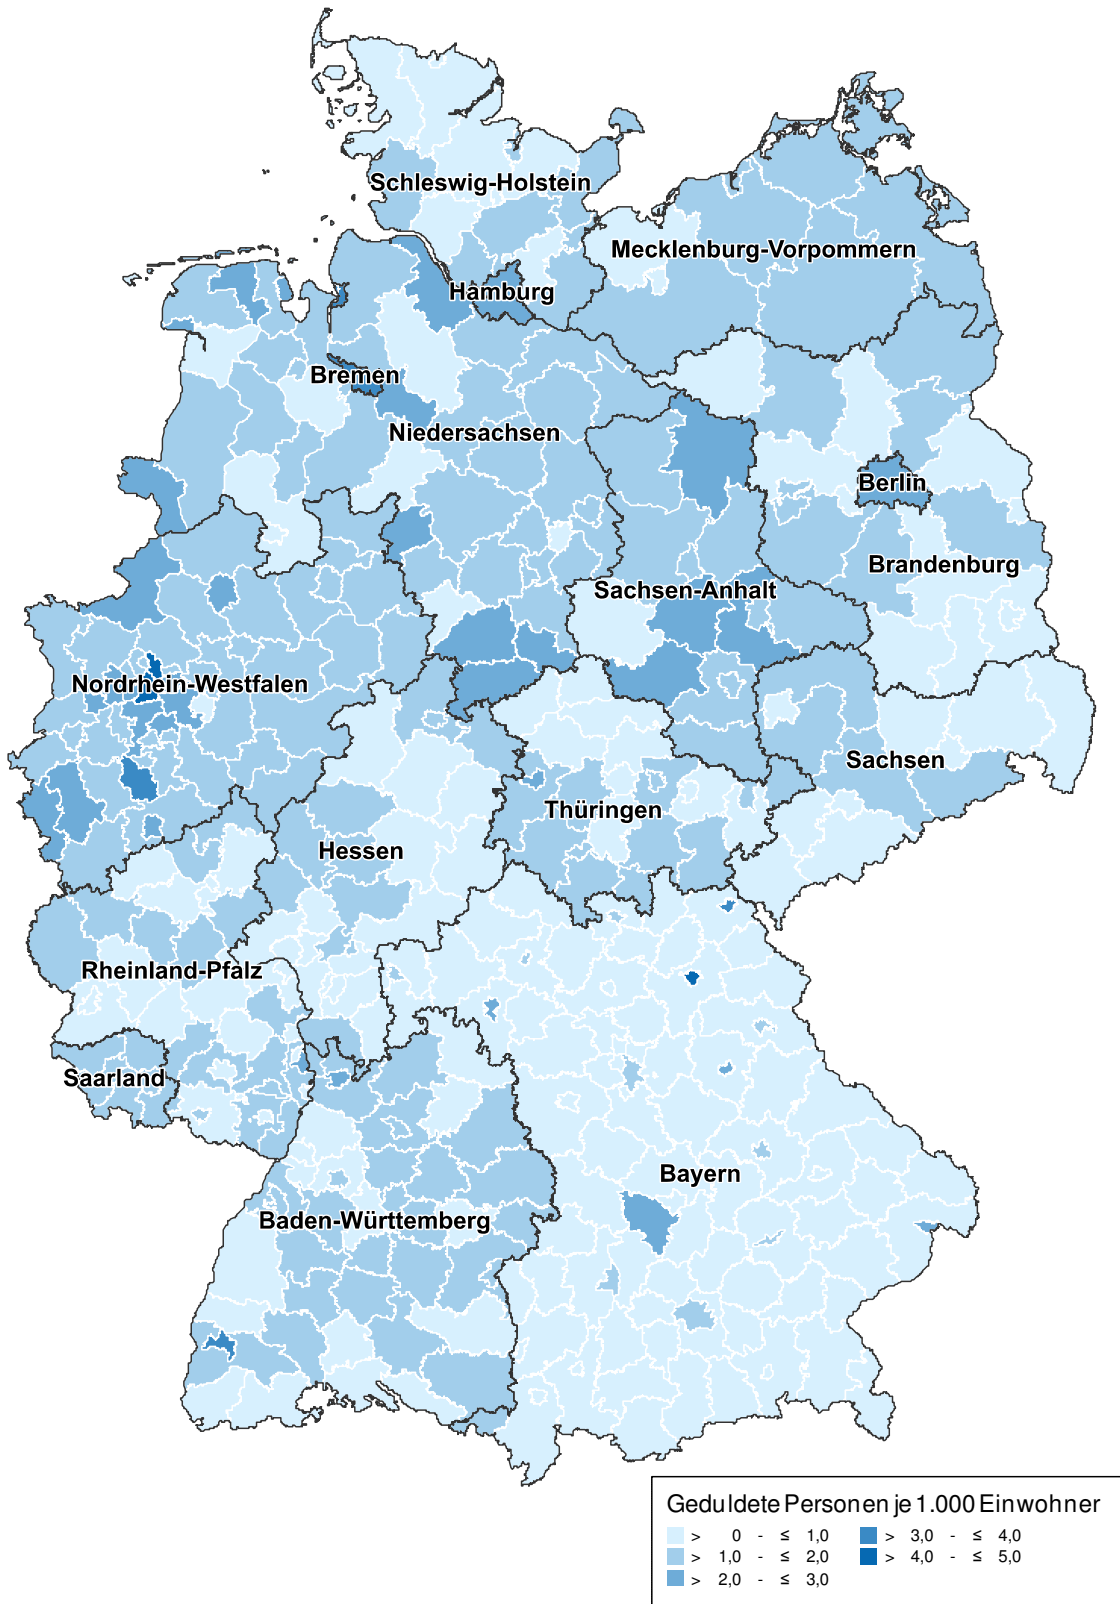 Schleswig-Holstein
Mecklenburg-Vorpommern
Hamburg
Bremen
Niedersachsen
Berlin
Brandenburg
Sachsen-Anhalt
Nordrhein-Westfalen
Sachsen
Thüringen
Hessen
Rheinland-Pfalz
Saarland
Bayern
Baden-Württemberg
Geduldete Personen je 1.000 Einwohner
> 0 - ≤ 1,0 > 3,0 - ≤ 4,0
> 1,0 - ≤ 2,0 > 4,0 - ≤ 5,0
> 2,0 - ≤ 3,0